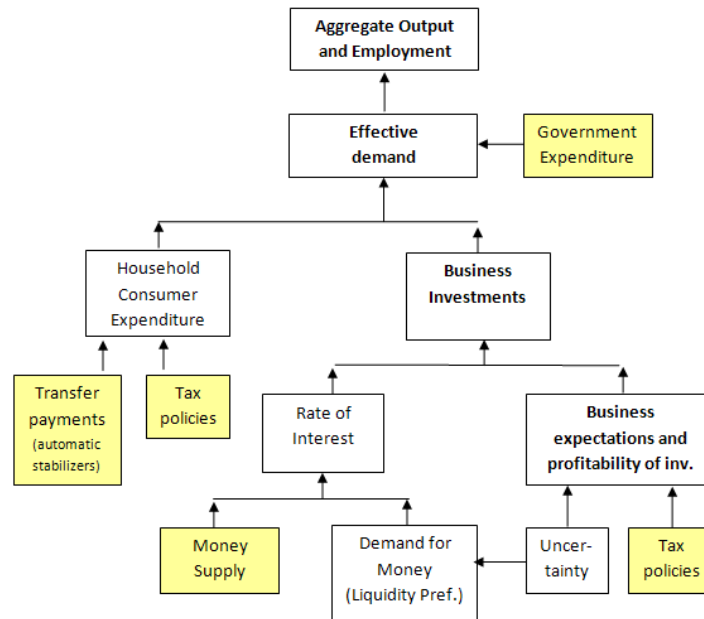 Aggregate Output
and Employment
Effective
demand
Government
Expenditure
Household
Consumer
Expenditure
Business
Investments
Transfer
payments
(automatic
stabilizers)
Tax
policies
Rate of
Interest
Business
expectations and
profitability of inv.
Money
Supply
Demand for
Money
(Liquidity Pref.)
Uncer-
tainty
Tax
policies